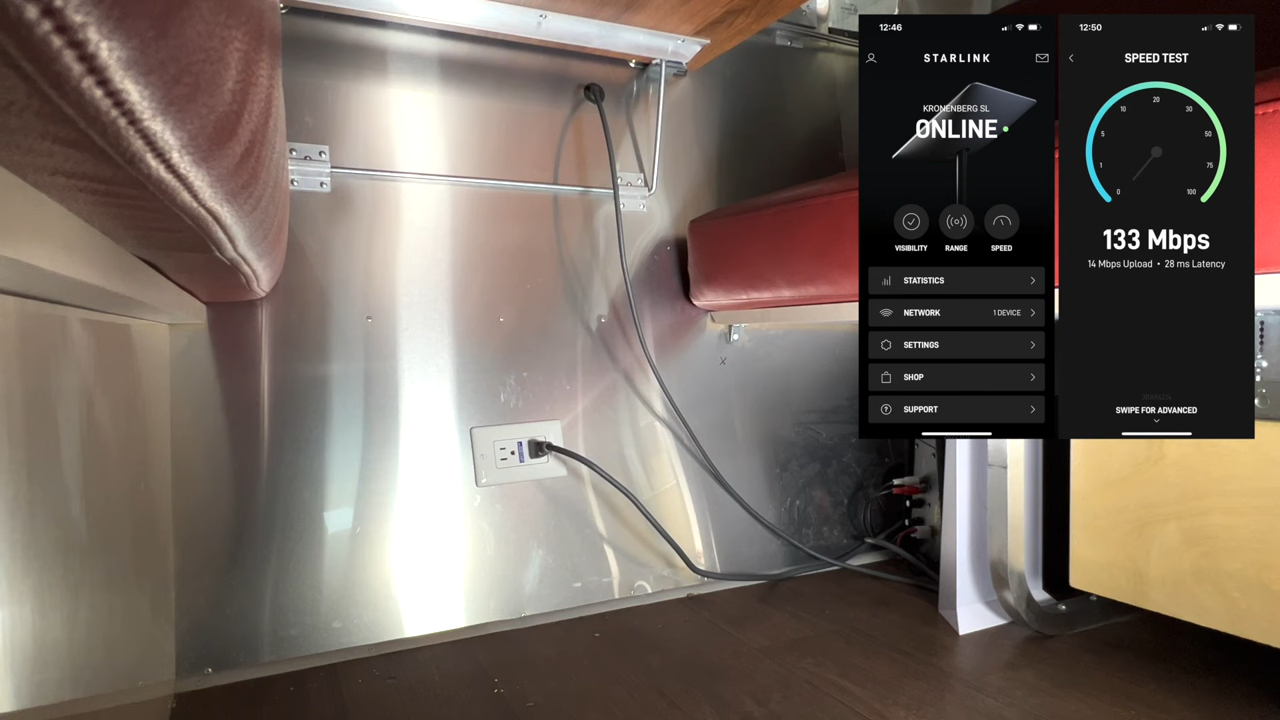 12:46
STARLINK
KRONENBERG SL
ONLINE
VISIBILITY
RANGE
SPEED
STATISTICS
NETWORK
1 DEVICE
SETTINGS
SHOP
SUPPORT
12:50
SPEED TEST
0
1
5
10
20
30
50
75
100
133 Mbps
14 Mbps Upload • 28 ms Latency
SWIPE FOR ADVANCED